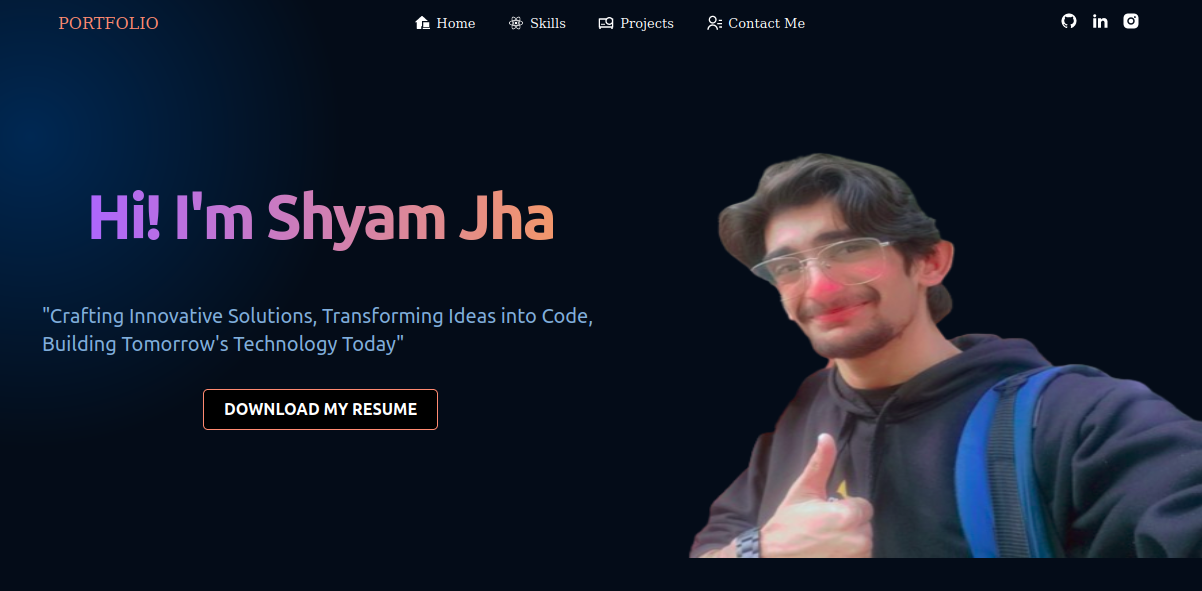 PORTFOLIO
Home
Skills
Projects
Contact Me
Hi! I'm Shyam Jha
"Crafting Innovative Solutions, Transforming Ideas into Code,
Building Tomorrow's Technology Today"
DOWNLOAD MY RESUME